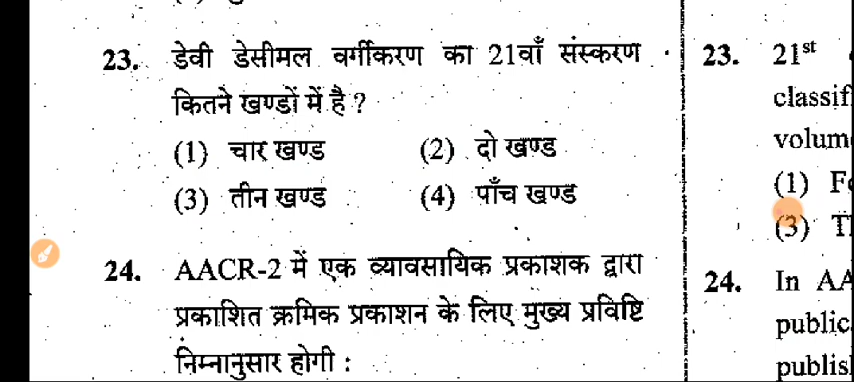 23. डेवी डेसीमल वर्गीकरण का 21वाँ संस्करण
कितने खण्डों में है ?
(1) चार खण्ड (2) दो खण्ड
(3) तीन खण्ड (4) पाँच खण्ड
24. AACR-2 में एक व्यावसायिक प्रकाशक द्वारा
प्रकाशित क्रमिक प्रकाशन के लिए मुख्य प्रविष्टि
निम्नानुसार होगी :
23. 21st
classif
volum
(1) F
(3) T
24. In AA
public
publis